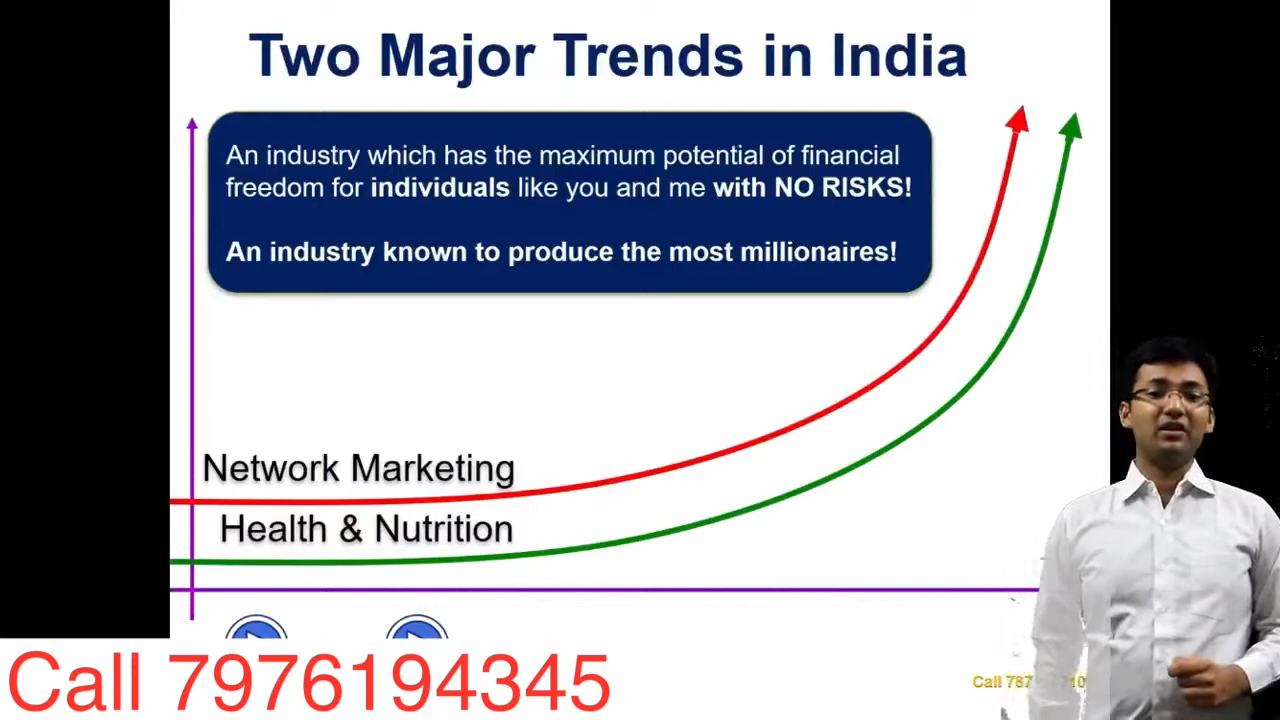 Two Major Trends in India
An industry which has the maximum potential of financial
freedom for individuals like you and me with NO RISKS!
An industry known to produce the most millionaires!
Network Marketing
Health & Nutrition
Call 7976194345
Call